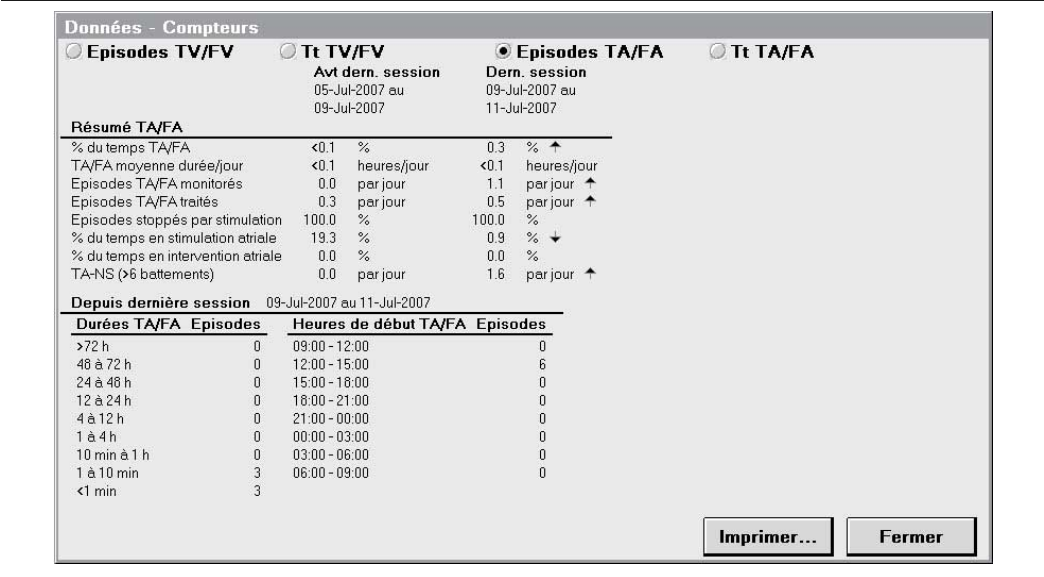 Données - Compteurs
Episodes TV/FV Tt TV/FV Episodes TA/FA Tt TA/FA
Avt dern. session Dern. session
05-Jul-2007 au 09-Jul-2007 au
09-Jul-2007 11-Jul-2007
Résumé TA/FA
% du temps TA/FA <0.1 % 0.3 % ↑
TA/FA moyenne durée/jour <0.1 heures/jour <0.1 heures/jour
Episodes TA/FA monitorés 0.0 par jour 1.1 par jour ↑
Episodes TA/FA traités 0.3 par jour 0.5 par jour ↑
Episodes stoppés par stimulation 100.0 % 100.0 %
% du temps en stimulation atriale 19.3 % 0.9 % ↓
% du temps en intervention atriale 0.0 % 0.0 %
TA-NS (>6 battements) 0.0 par jour 1.6 par jour ↑
Depuis dernière session 09-Jul-2007 au 11-Jul-2007
Durées TA/FA Episodes Heures de début TA/FA Episodes
>72 h 0 09:00 - 12:00 0
48 à 72 h 0 12:00 - 15:00 6
24 à 48 h 0 15:00 - 18:00 0
12 à 24 h 0 18:00 - 21:00 0
4 à 12 h 0 21:00 - 00:00 0
1 à 4 h 0 00:00 - 03:00 0
10 min à 1 h 0 03:00 - 06:00 0
1 à 10 min 3 06:00 - 09:00 0
<1 min 3
Imprimer... Fermer